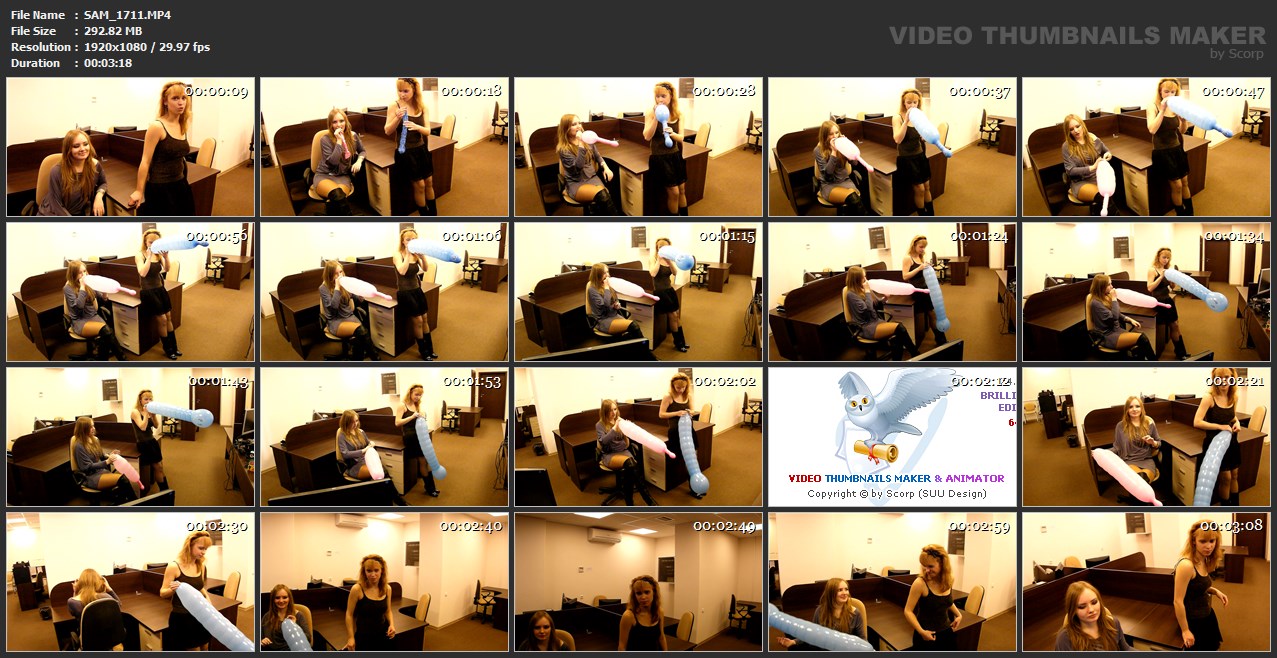 File Name : SAM_1711.MP4
File Size : 292.82 MB
Resolution : 1920x1080 / 29.97 fps
Duration : 00:03:18
VIDEO THUMBNAILS MAKER
by Scorp
00:00:09
00:00:18
00:00:28
00:00:37
00:00:47
00:00:56
00:01:06
00:01:15
00:01:24
00:01:34
00:01:43
00:01:53
00:02:02
00:02:12
BRILLI
EDI
6
VIDEO THUMBNAILS MAKER & ANIMATOR
Copyright © by Scorp (SUU Design)
00:02:21
00:02:30
00:02:40
00:02:49
00:02:59
00:03:08